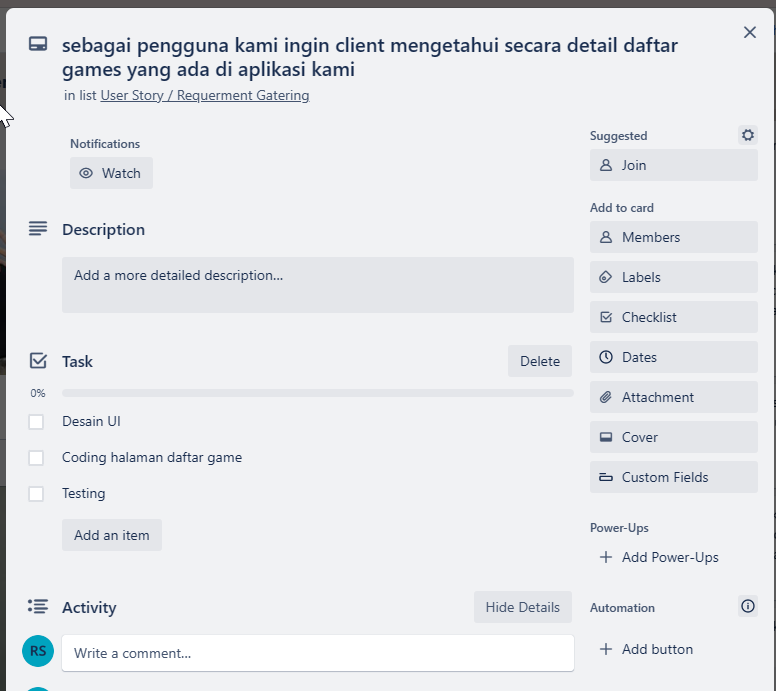 sebagai pengguna kami ingin client mengetahui secara detail daftar
games yang ada di aplikasi kami
in list User Story / Requerment Gatering
Notifications
Watch
Description
Add a more detailed description...
Task
Delete
0%
Desain UI
Coding halaman daftar game
Testing
Add an item
Activity
Hide Details
RS
Write a comment...
Suggested
Join
Add to card
Members
Labels
Checklist
Dates
Attachment
Cover
Custom Fields
Power-Ups
Add Power-Ups
Automation
Add button